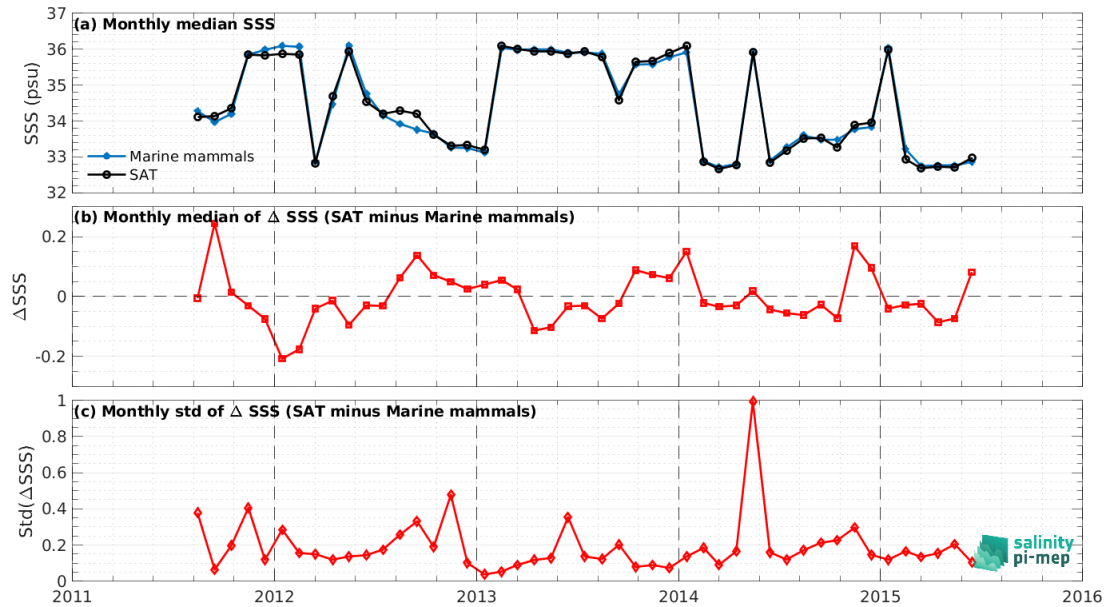 (a) Monthly median SSS
37
36
35
34
33
32
SSS (psu)
Marine mammals
SAT
(b) Monthly median of Δ SSS (SAT minus Marine mammals)
0.2
0
-0.2
ΔSSS
(c) Monthly std of Δ SSS (SAT minus Marine mammals)
1
0.8
0.6
0.4
0.2
0
Std(ΔSSS)
salinity
pi-mep
2011 2012 2013 2014 2015 2016